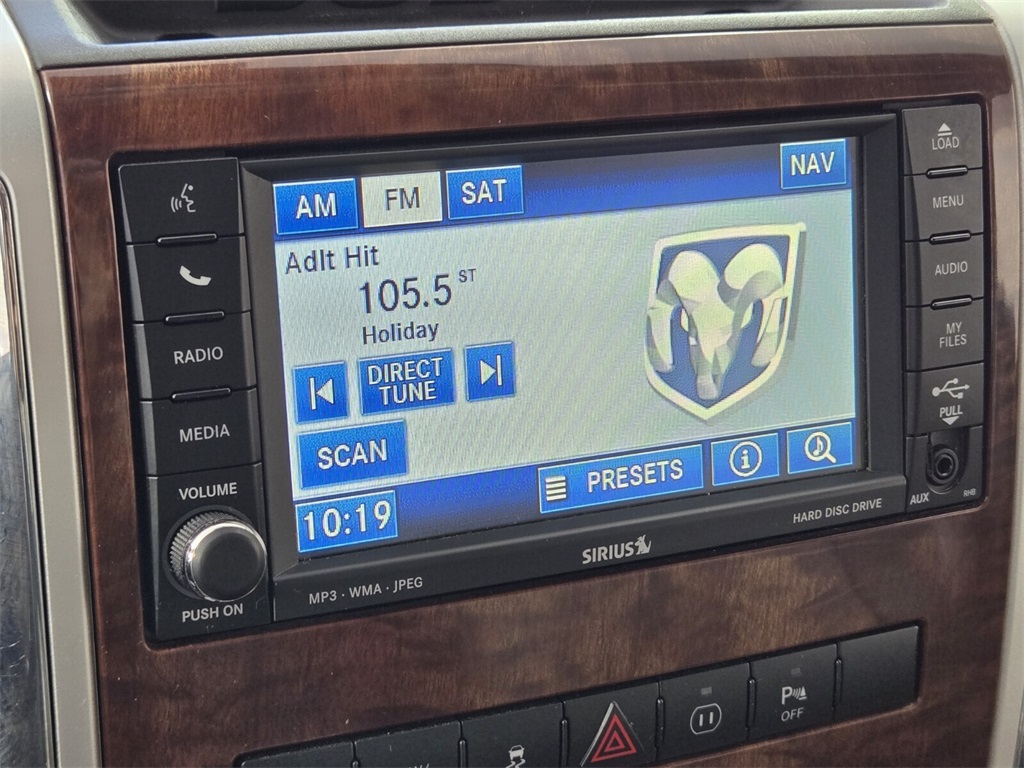 AM
FM
SAT
NAV
Adlt Hit
105.5 ST
Holiday
DIRECT
TUNE
SCAN
PRESETS
10:19
RADIO
MEDIA
VOLUME
PUSH ON
LOAD
MENU
AUDIO
MY
FILES
PULL
AUX
RHB
MP3 · WMA · JPEG
SIRIUS
HARD DISC DRIVE
P
OFF